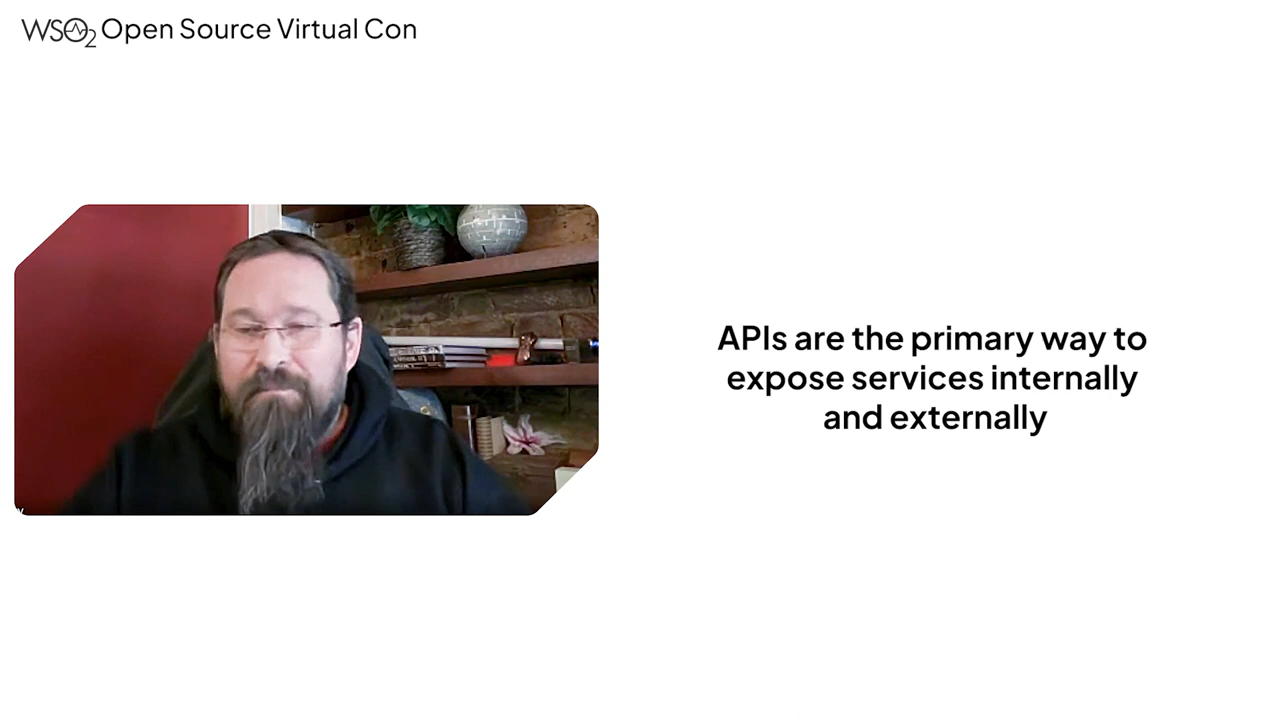 WSO2 Open Source Virtual Con
APIs are the primary way to
expose services internally
and externally